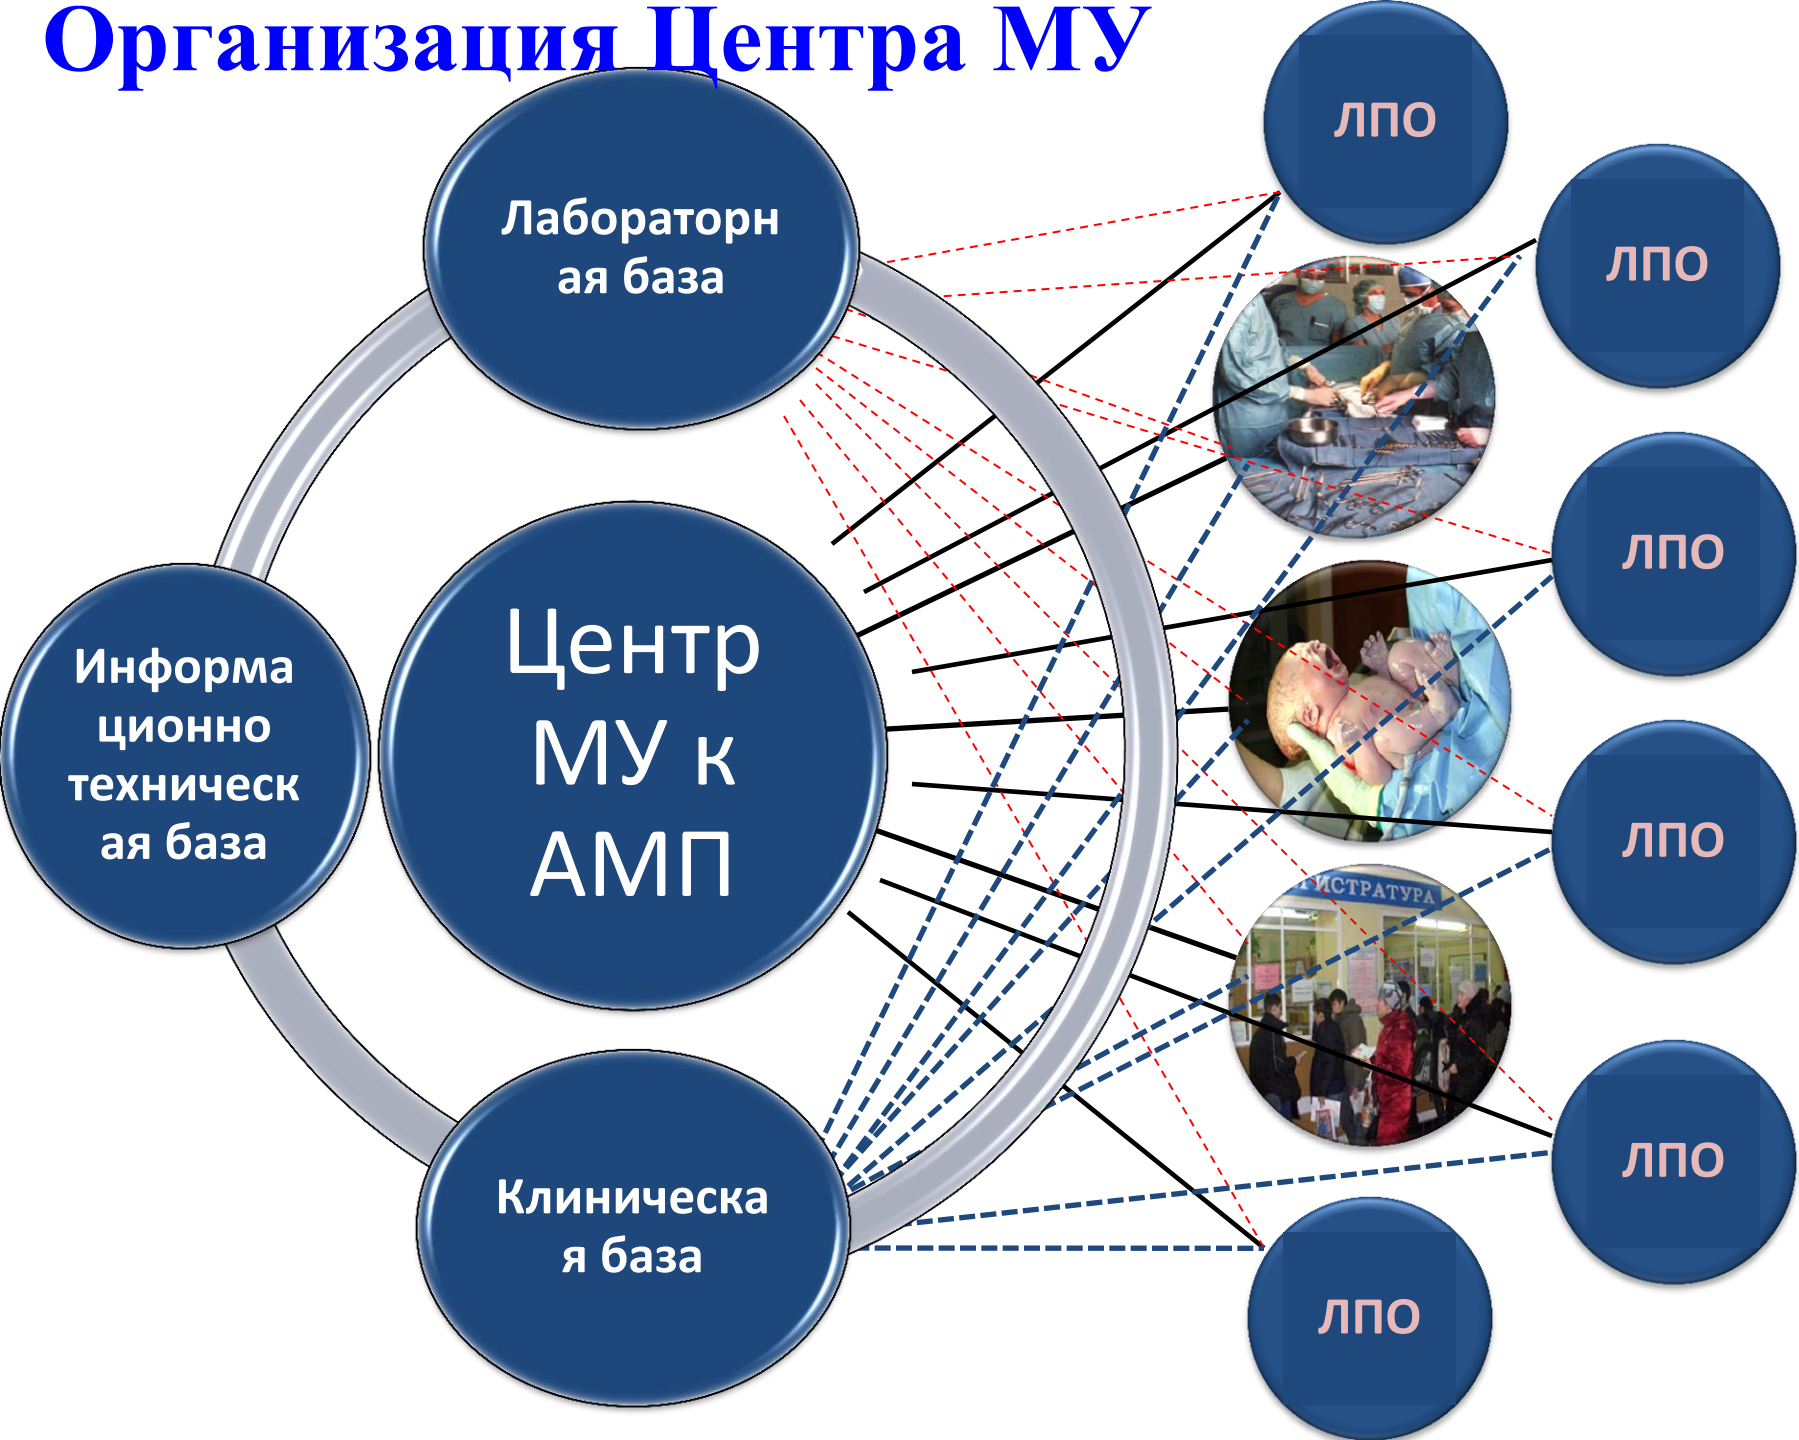 Организация Центра МУ
Лабораторн
ая база
Информа
ционно
техническ
ая база
Центр
МУ к
АМП
Клиническа
я база
ЛПО
ЛПО
ЛПО
ЛПО
ЛПО
ЛПО
ГИСТРАТУРА